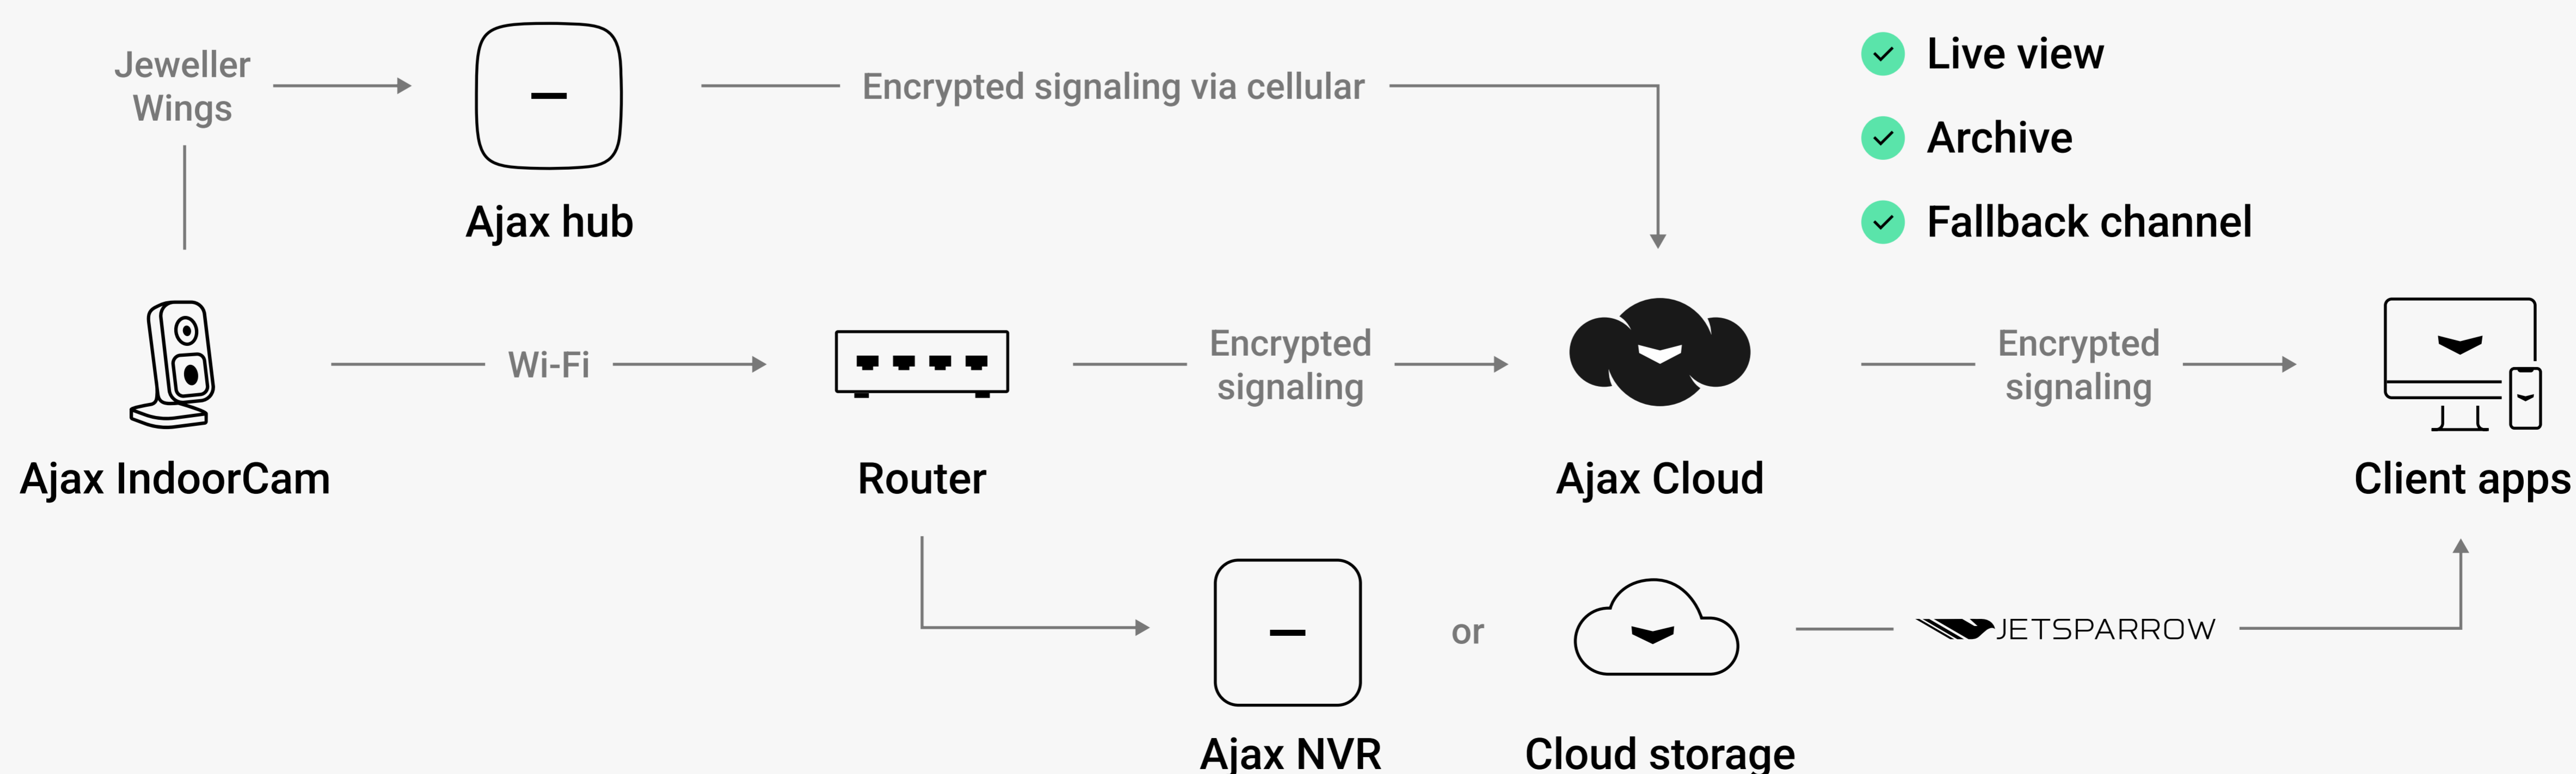 Jeweller
Wings
Encrypted signaling via cellular
Live view
Archive
Fallback channel
Ajax hub
Wi-Fi
Encrypted
signaling
Encrypted
signaling
Ajax IndoorCam
Router
Ajax Cloud
Client apps
or
JETSPARROW
Ajax NVR
Cloud storage